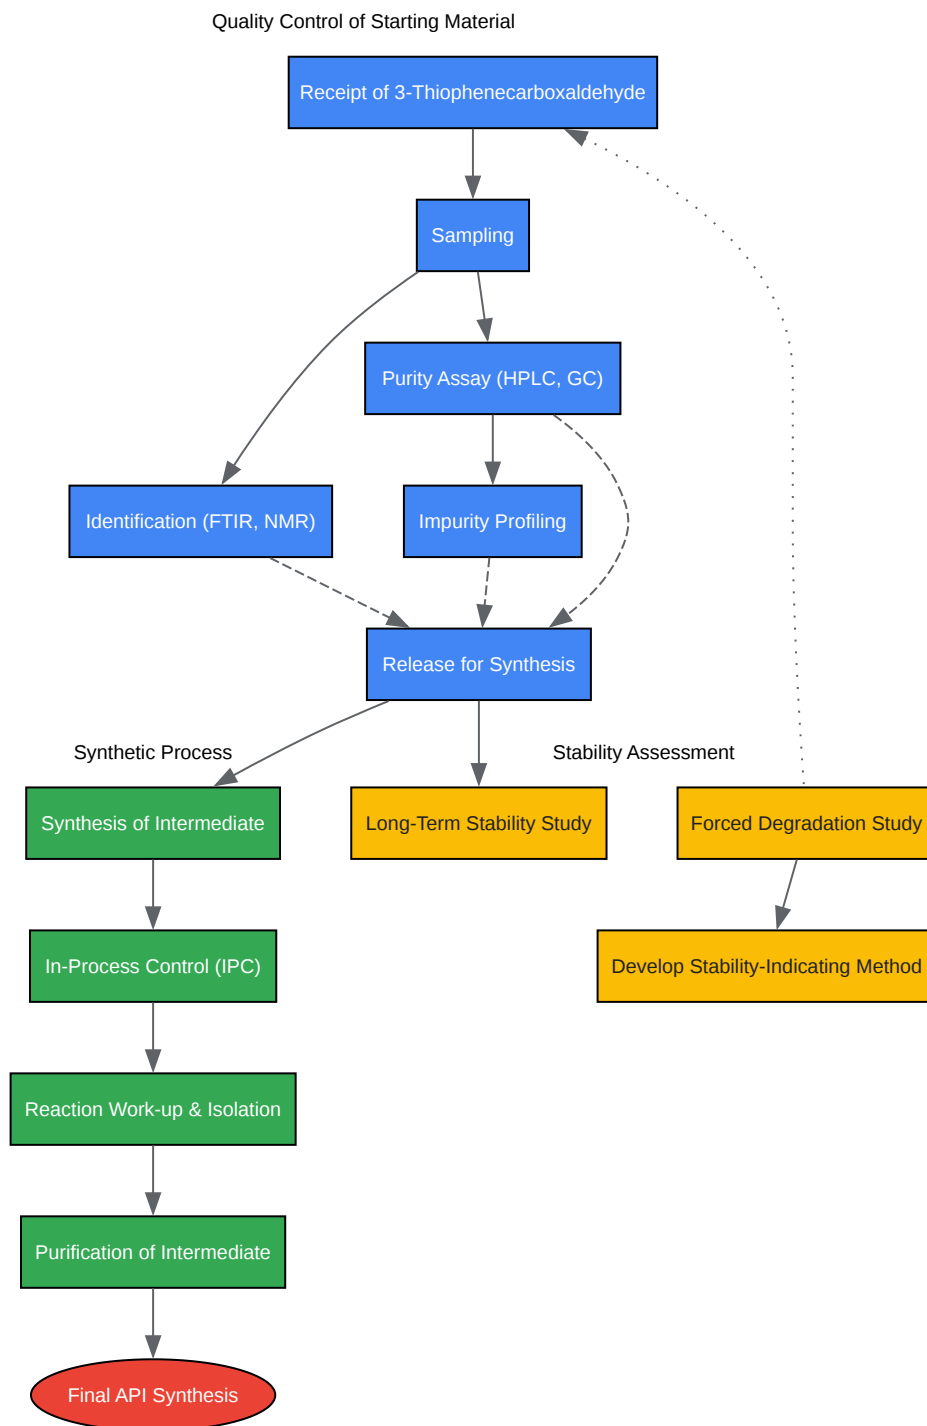 Quality Control of Starting Material
Receipt of 3-Thiophenecarboxaldehyde
Sampling
Purity Assay (HPLC, GC)
Identification (FTIR, NMR)
Impurity Profiling
Release for Synthesis
Synthetic Process
Stability Assessment
Synthesis of Intermediate
Long-Term Stability Study
Forced Degradation Study
In-Process Control (IPC)
Develop Stability-Indicating Method
Reaction Work-up & Isolation
Purification of Intermediate
Final API Synthesis